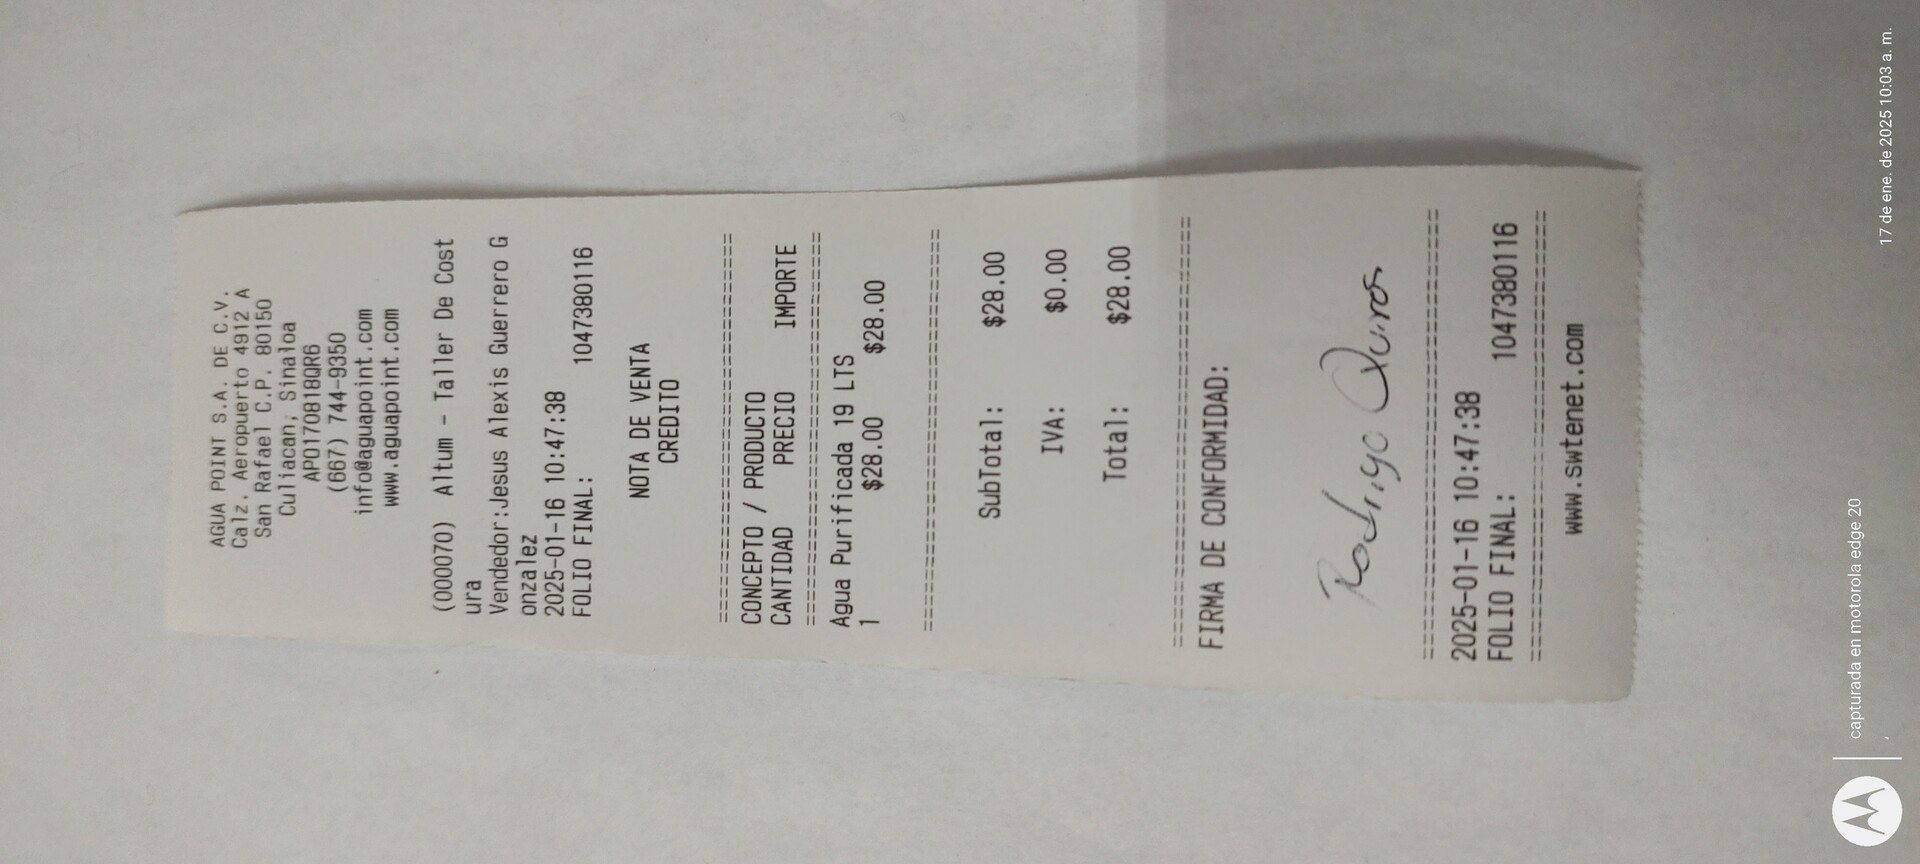 AGUA POINT S.A. DE C.V.
Calz. Aeropuerto 4912 A
San Rafael C.P. 80150
Culiacan, Sinaloa
APO170818QR6
(667) 744-9350
info@aguapoint.com
www.aguapoint.com
(000070) Altum - Taller De Cost
ura
Vendedor:Jesus Alexis Guerrero G
onzalez
2025-01-16 10:47:38
FOLIO FINAL: 1047380116
NOTA DE VENTA
CREDITO
================================
CONCEPTO / PRODUCTO
CANTIDAD PRECIO IMPORTE
================================
Agua Purificada 19 LTS
1 $28.00 $28.00
================================
SubTotal: $28.00
IVA: $0.00
Total: $28.00
================================
FIRMA DE CONFORMIDAD:
Rodrigo
================================
2025-01-16 10:47:38
FOLIO FINAL: 1047380116
================================
www.swtenet.com
capturada en motorola edge 20
17 de ene. de 2025 10:03 a. m.